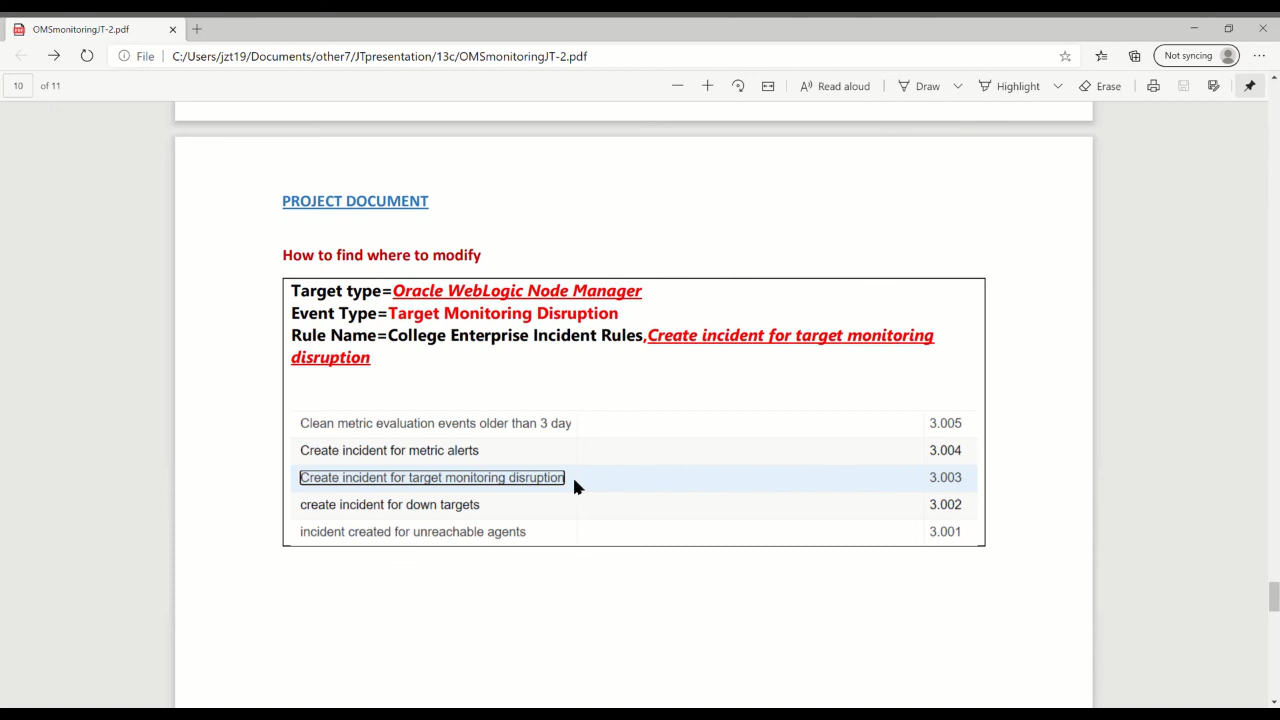 OMSmonitoringJT-2.pdf
File C:/Users/jzt19/Documents/other7/JTpresentation/13c/OMSmonitoringJT-2.pdf Not syncing
10 of 11 Read aloud Draw Highlight Erase
PROJECT DOCUMENT
How to find where to modify
Target type=Oracle WebLogic Node Manager
Event Type=Target Monitoring Disruption
Rule Name=College Enterprise Incident Rules,Create incident for target monitoring
disruption
Clean metric evaluation events older than 3 day 3.005
Create incident for metric alerts 3.004
Create incident for target monitoring disruption 3.003
create incident for down targets 3.002
incident created for unreachable agents 3.001